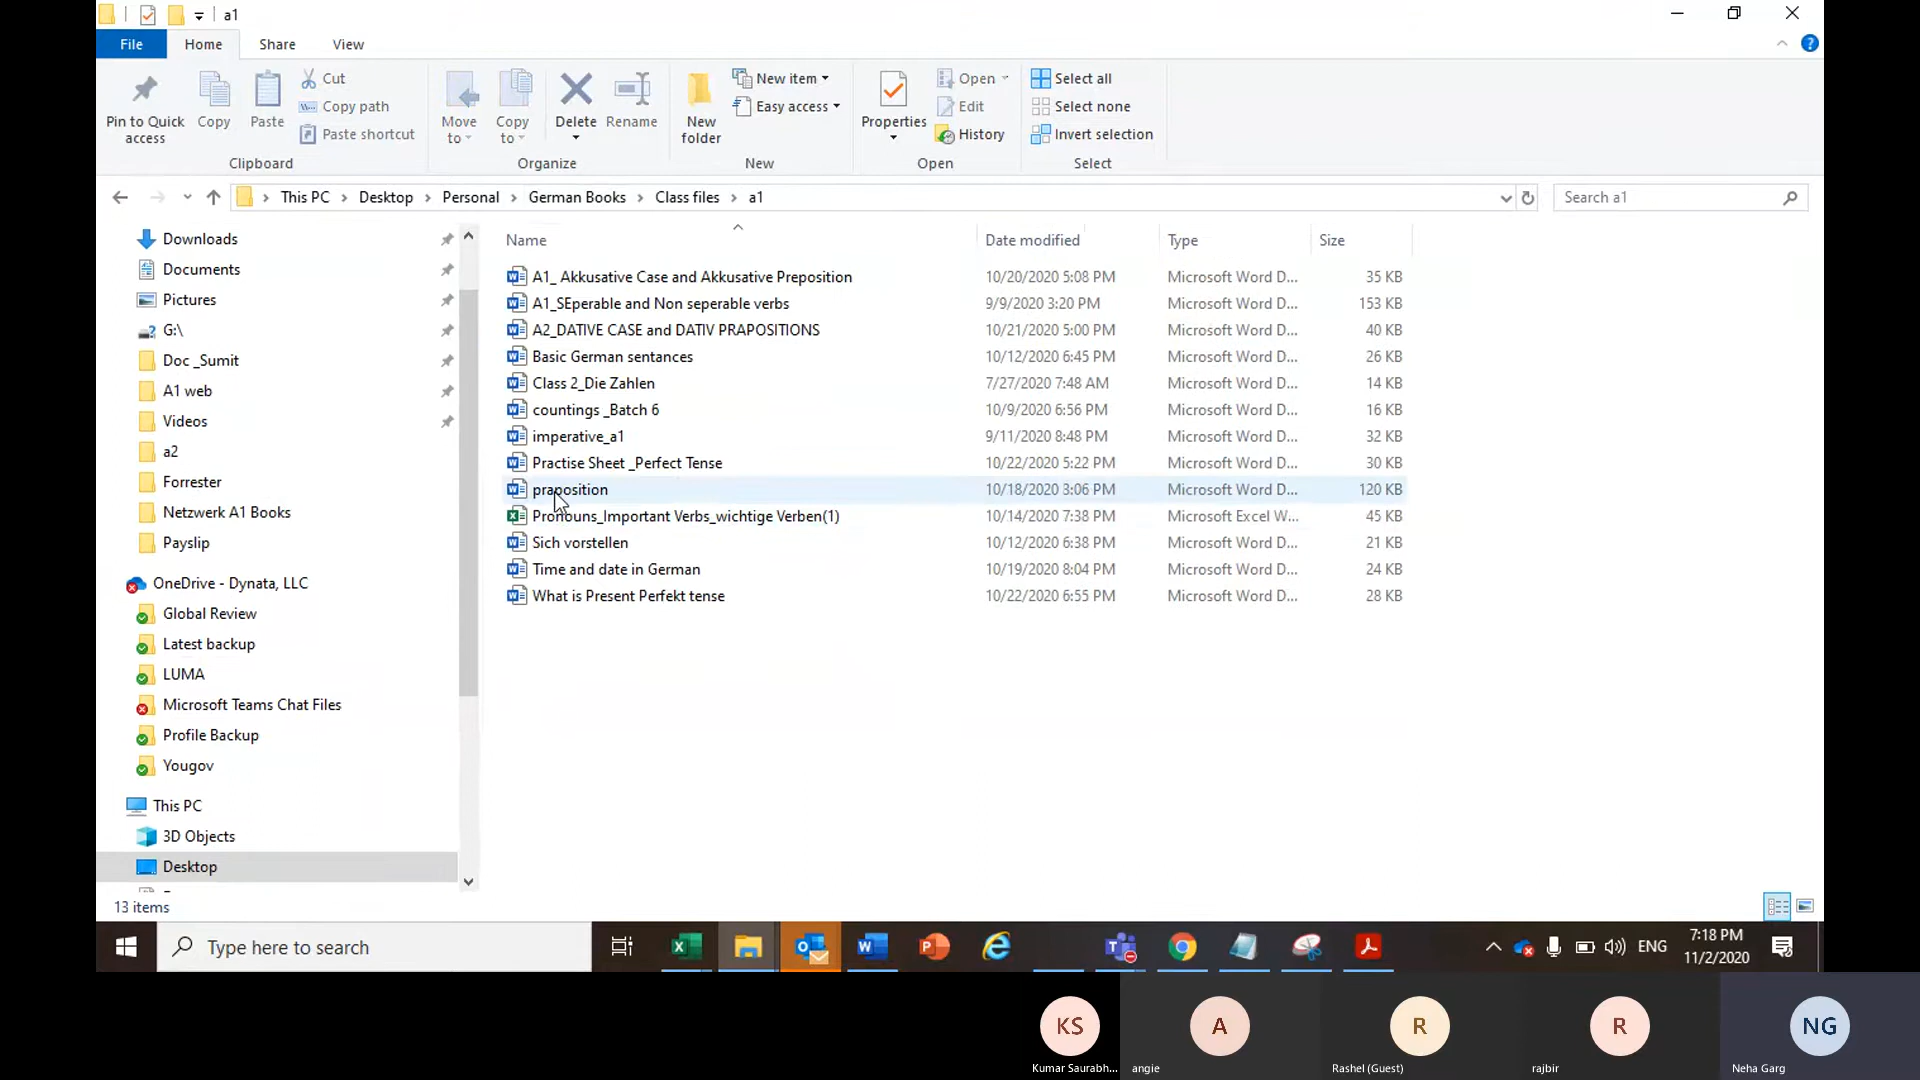 a1
File Home Share View
Pin to Quick access
Copy
Paste
Cut
Copy path
Paste shortcut
Clipboard
Move to
Copy to
Delete
Rename
Organize
New folder
New item
Easy access
New
Properties
Open
Edit
History
Open
Select all
Select none
Invert selection
Select
This PC > Desktop > Personal > German Books > Class files > a1
Search a1
Downloads
Documents
Pictures
G:\
Doc _Sumit
A1 web
Videos
a2
Forrester
Netzwerk A1 Books
Payslip
OneDrive - Dynata, LLC
Global Review
Latest backup
LUMA
Microsoft Teams Chat Files
Profile Backup
Yougov
This PC
3D Objects
Desktop
Name Date modified Type Size
A1_ Akkusative Case and Akkusative Preposition 10/20/2020 5:08 PM Microsoft Word D... 35 KB
A1_SEperable and Non seperable verbs 9/9/2020 3:20 PM Microsoft Word D... 153 KB
A2_DATIVE CASE and DATIV PRAPOSITIONS 10/21/2020 5:00 PM Microsoft Word D... 40 KB
Basic German sentances 10/12/2020 6:45 PM Microsoft Word D... 26 KB
Class 2_Die Zahlen 7/27/2020 7:48 AM Microsoft Word D... 14 KB
countings _Batch 6 10/9/2020 6:56 PM Microsoft Word D... 16 KB
imperative_a1 9/11/2020 8:48 PM Microsoft Word D... 32 KB
Practise Sheet _Perfect Tense 10/22/2020 5:22 PM Microsoft Word D... 30 KB
praposition 10/18/2020 3:06 PM Microsoft Word D... 120 KB
Pronouns_Important Verbs_wichtige Verben(1) 10/14/2020 7:38 PM Microsoft Excel W... 45 KB
Sich vorstellen 10/12/2020 6:38 PM Microsoft Word D... 21 KB
Time and date in German 10/19/2020 8:04 PM Microsoft Word D... 24 KB
What is Present Perfekt tense 10/22/2020 6:55 PM Microsoft Word D... 28 KB
13 items
Type here to search
ENG
7:18 PM
11/2/2020
KS
A
R
R
NG
Kumar Saurabh...
angie
Rashel (Guest)
rajbir
Neha Garg